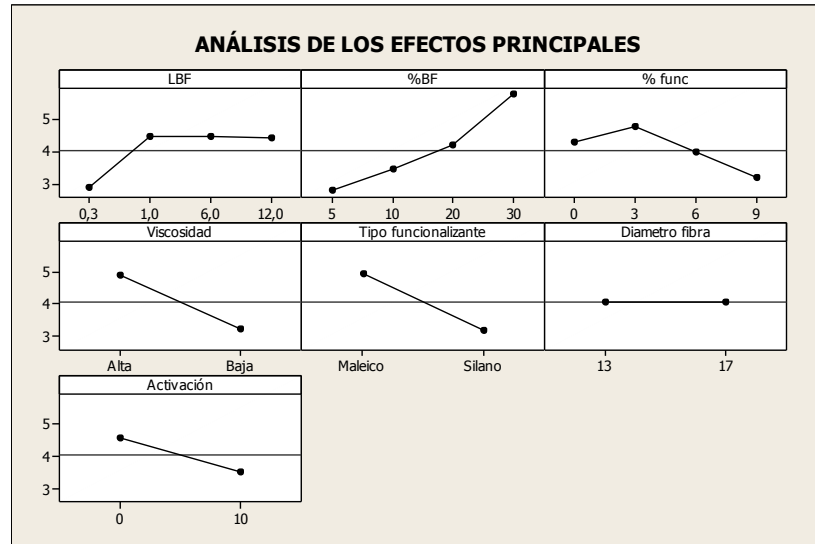 ANÁLISIS DE LOS EFECTOS PRINCIPALES
LBF %BF % func
5
4
3
0,3 1,0 6,0 12,0 5 10 20 30 0 3 6 9
Viscosidad Tipo funcionalizante Diametro fibra
5
4
3
Alta Baja Maleico Silano 13 17
Activación
5
4
3
0 10